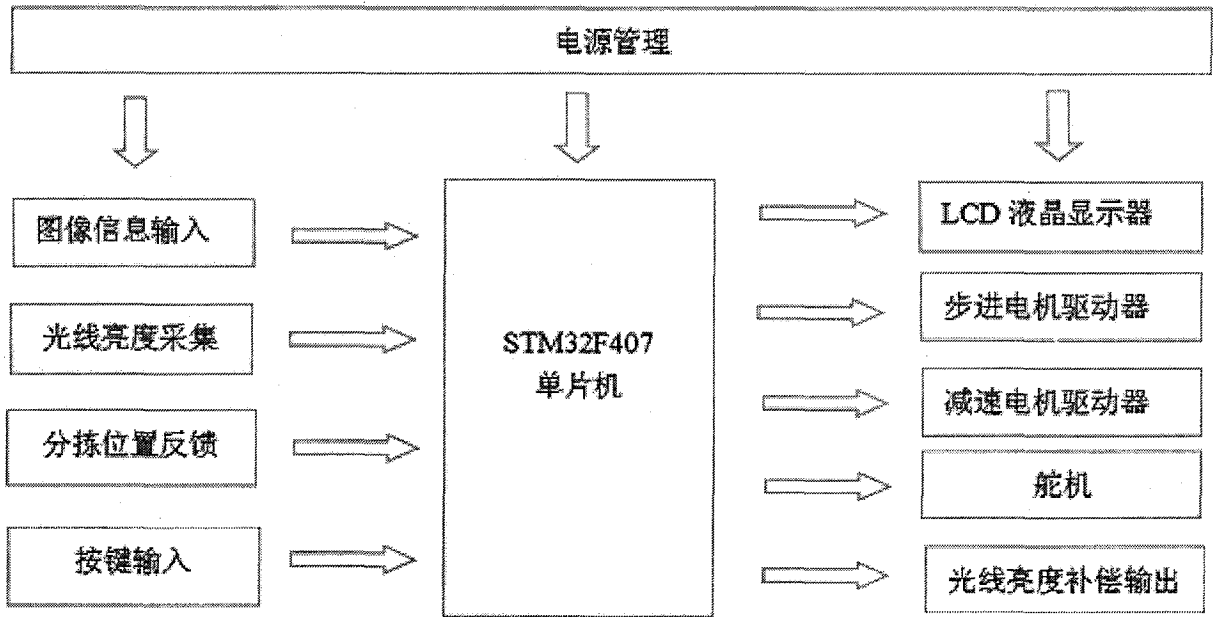 电源管理
图像信息输入
光线亮度采集
分拣位置反馈
按键输入
STM32F407
单片机
LCD 液晶显示器
步进电机驱动器
减速电机驱动器
舵机
光线亮度补偿输出